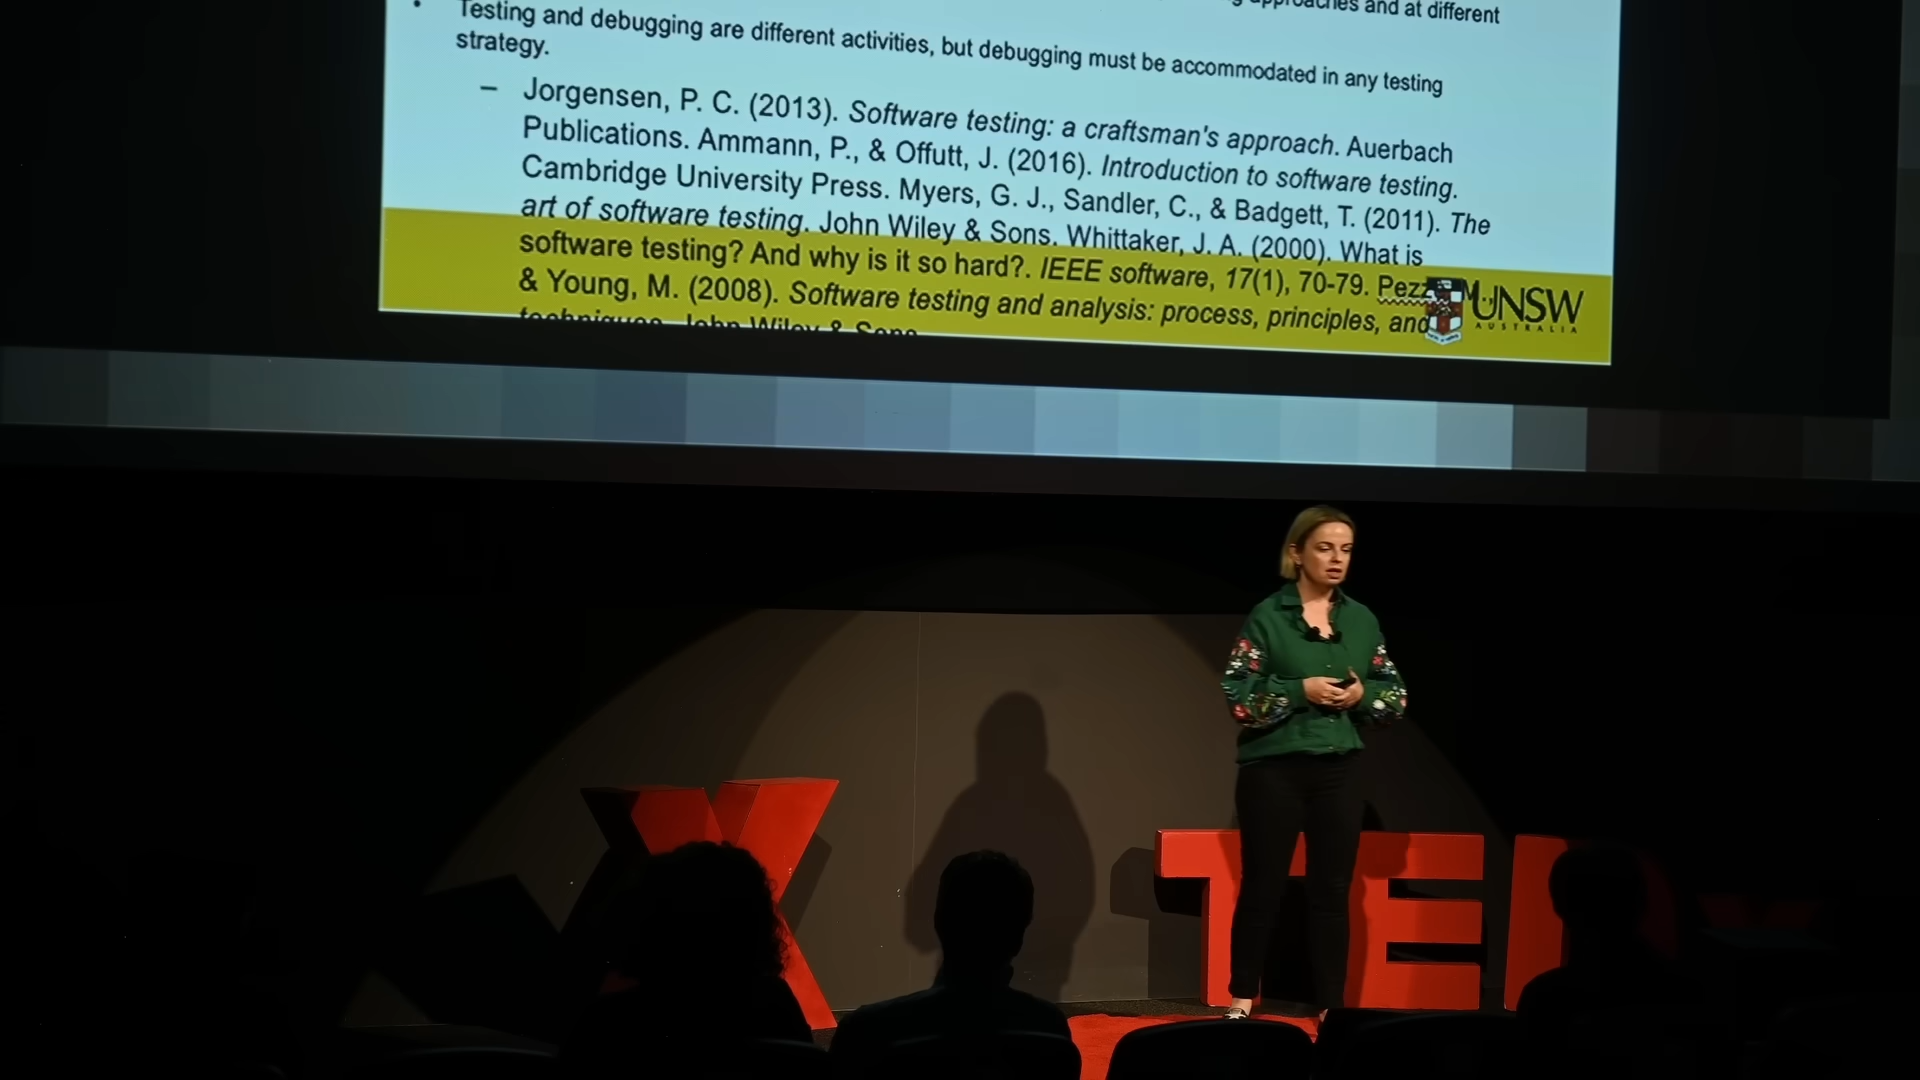 approaches and at different
• Testing and debugging are different activities, but debugging must be accommodated in any testing
strategy.
– Jorgensen, P. C. (2013). Software testing: a craftsman's approach. Auerbach
Publications. Ammann, P., & Offutt, J. (2016). Introduction to software testing.
Cambridge University Press. Myers, G. J., Sandler, C., & Badgett, T. (2011). The
art of software testing. John Wiley & Sons. Whittaker, J. A. (2000). What is
software testing? And why is it so hard?. IEEE software, 17(1), 70-79.
& Young, M. (2008). Software testing and analysis: process, principles, and
techniques. John Wiley & Sons
UNSW
AUSTRALIA
X TED